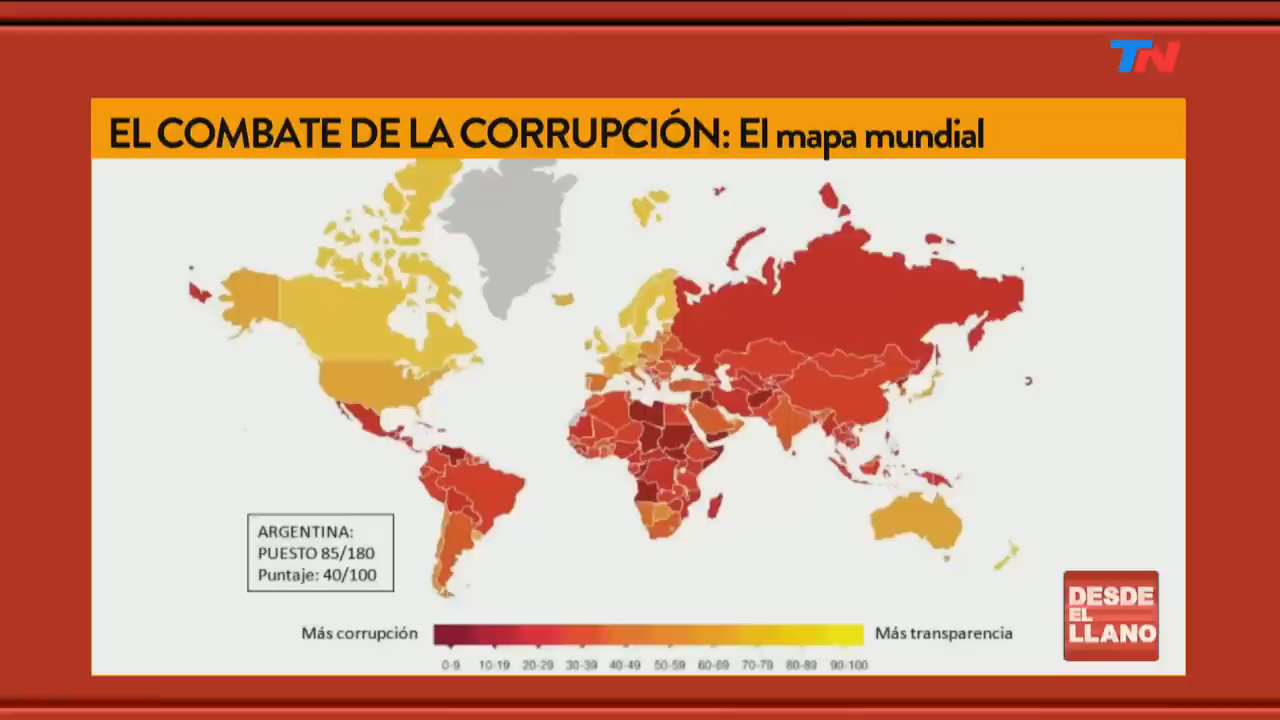 TN
EL COMBATE DE LA CORRUPCIÓN: El mapa mundial
ARGENTINA:
PUESTO 85/180
Puntaje: 40/100
Más corrupción
Más transparencia
0-9 10-19 20-29 30-39 40-49 50-59 60-69 70-79 80-89 90-100
DESDE
EL
LLANO